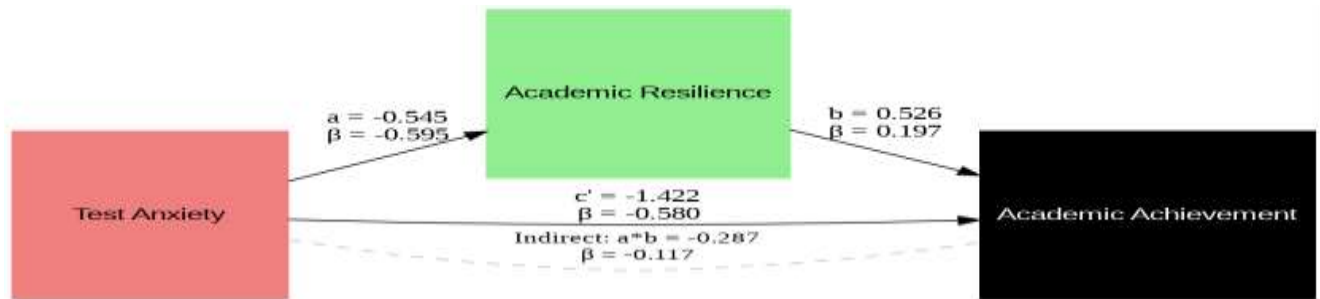 Academic Resilience
a = -0.545
β = -0.595
b = 0.526
β = 0.197
Test Anxiety
c' = -1.422
β = -0.580
Academic Achievement
Indirect: a*b = -0.287
β = -0.117